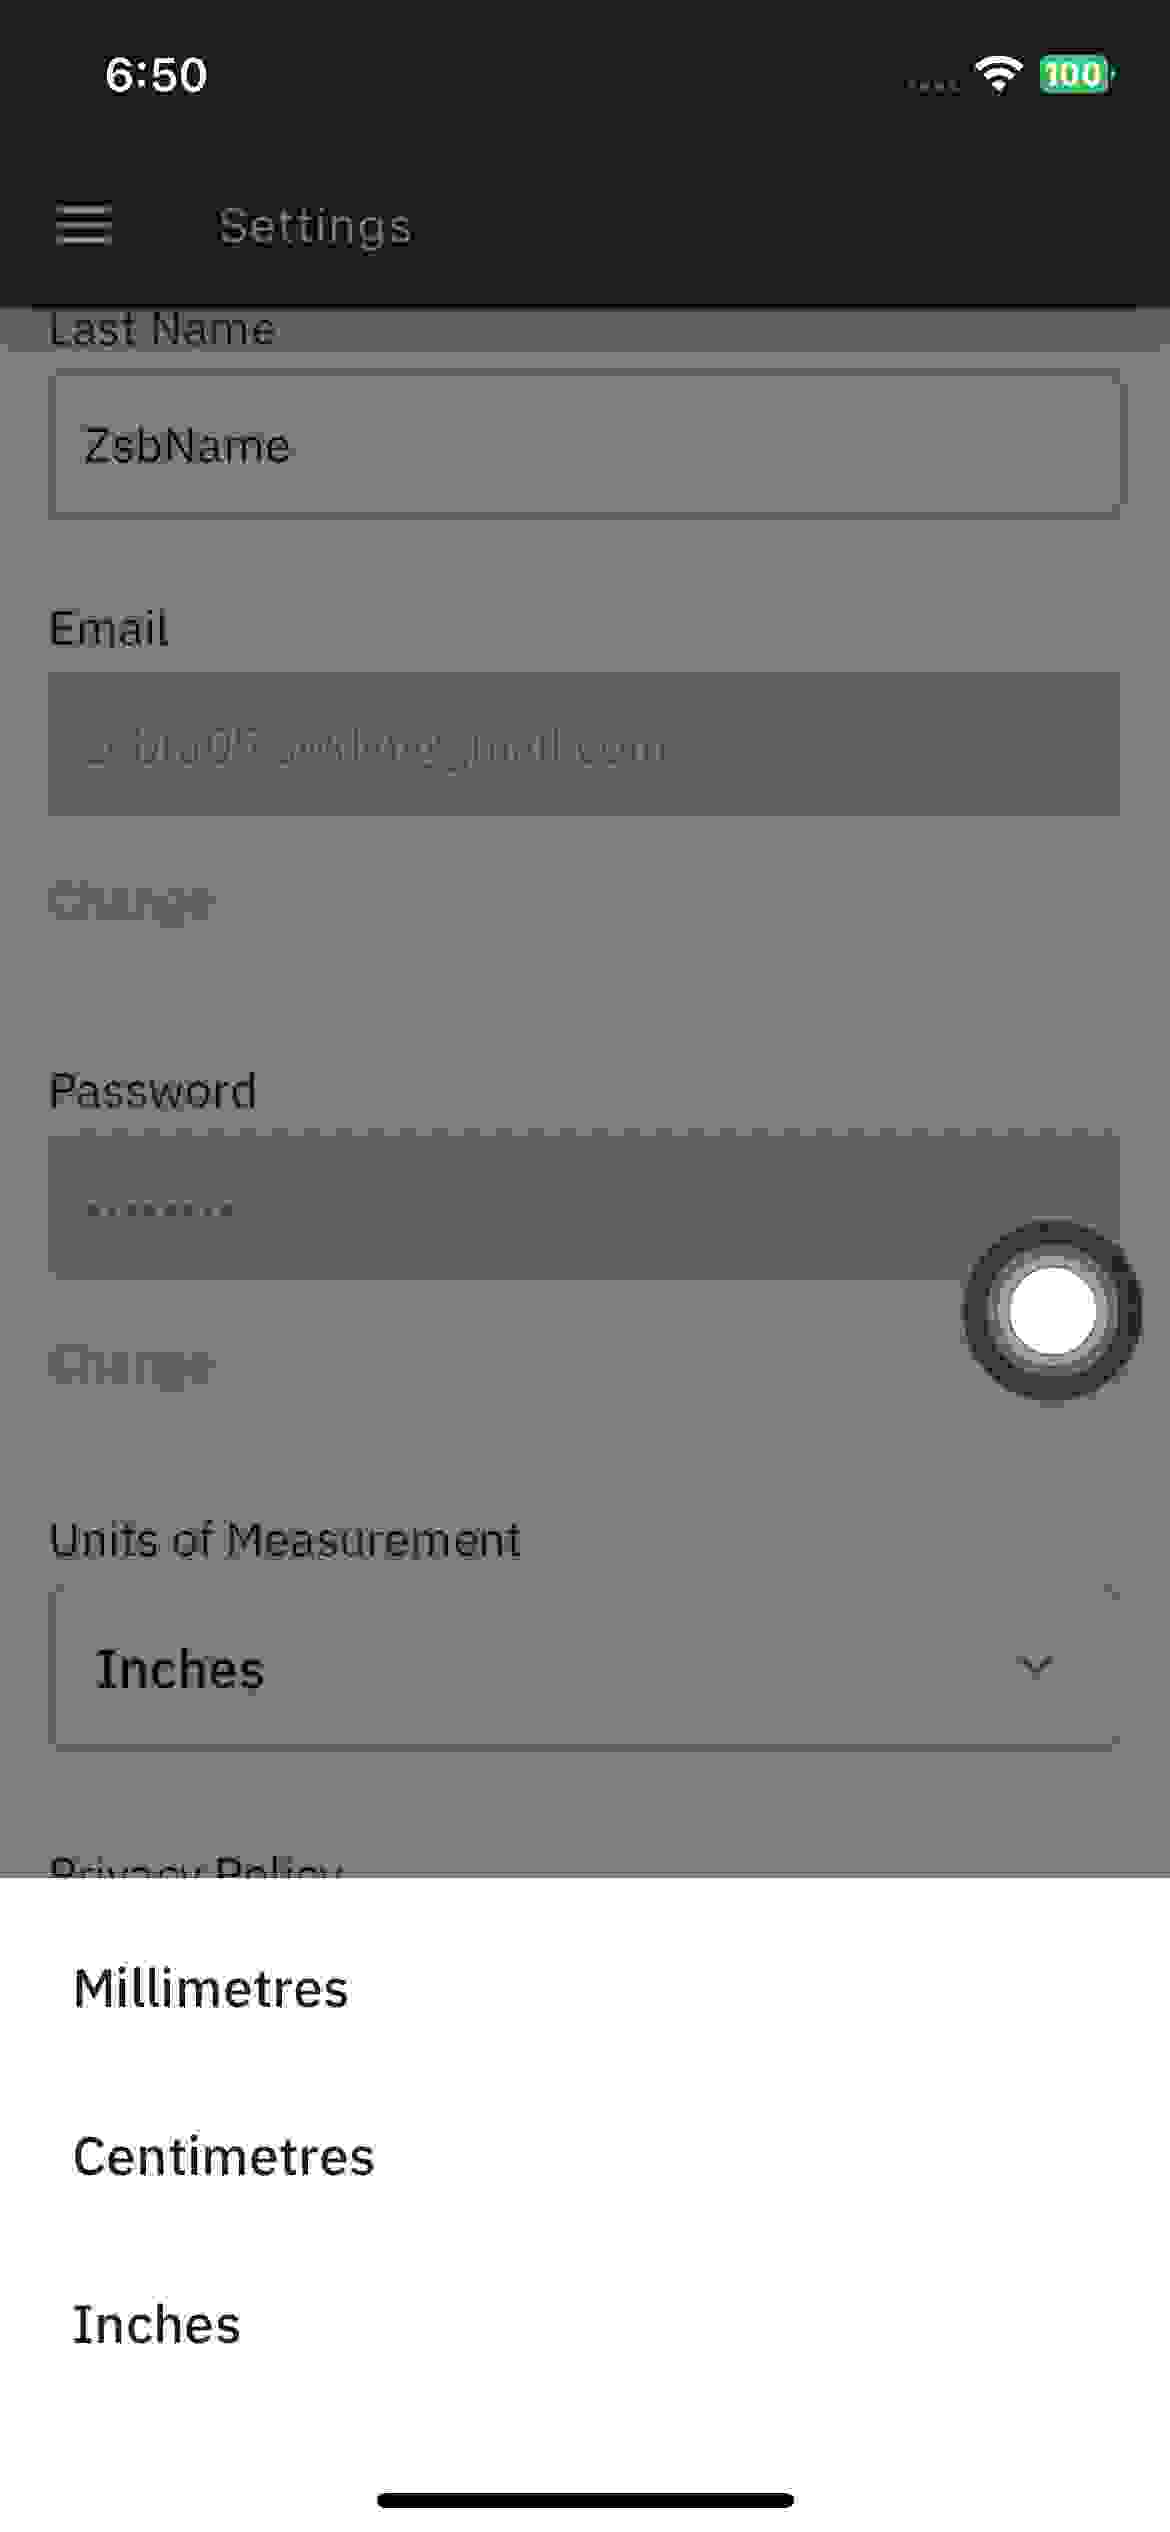 6:50
100
Settings
Last Name
ZsbName
Email
Change
Password
Change
Units of Measurement
Inches
Privacy Policy
Millimetres
Centimetres
Inches